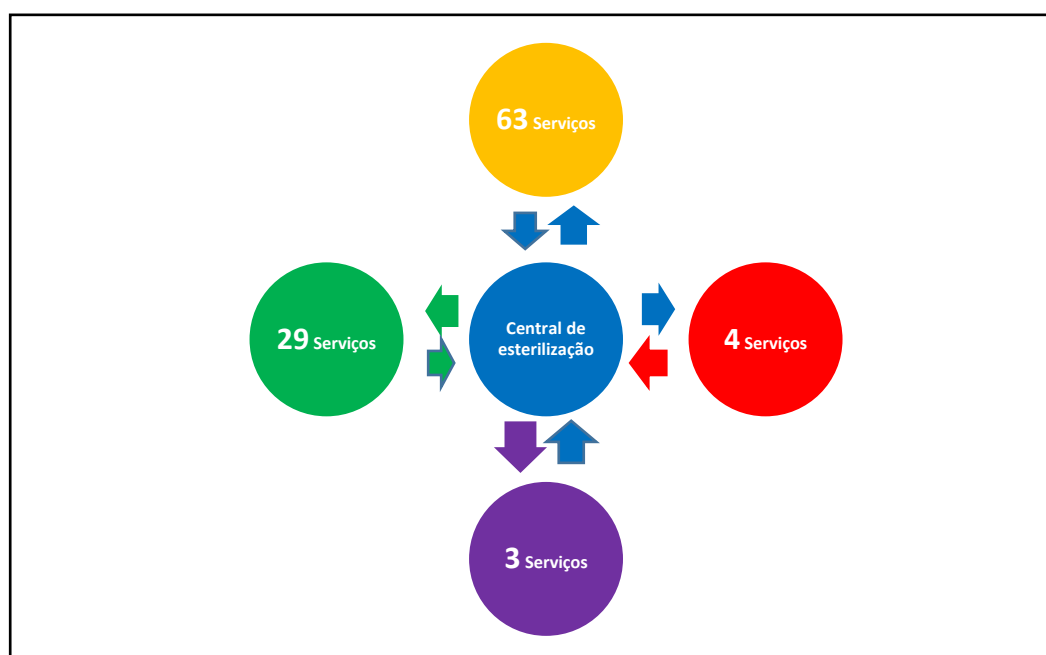 63 Serviços
29 Serviços
Central de
esterilização
4 Serviços
3 Serviços